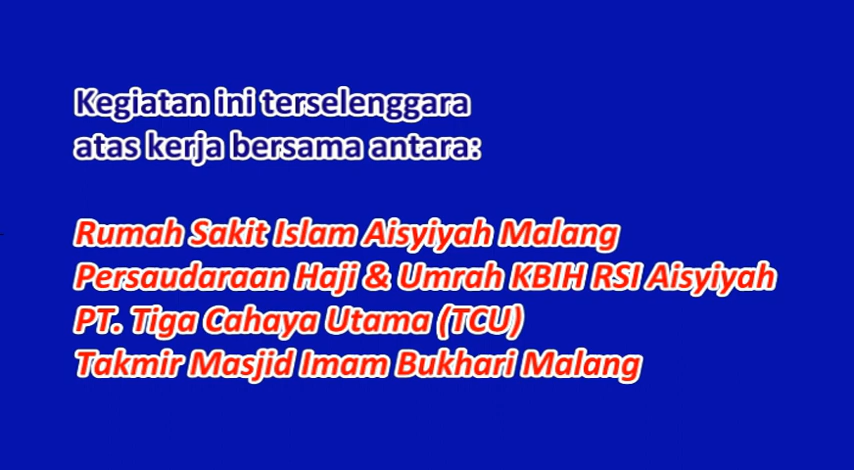 Kegiatan ini terselenggara
atas kerja bersama antara:
Rumah Sakit Islam Aisyiyah Malang
Persaudaraan Haji & Umrah KBIH RSI Aisyiyah
PT. Tiga Cahaya Utama (TCU)
Takmir Masjid Imam Bukhari Malang